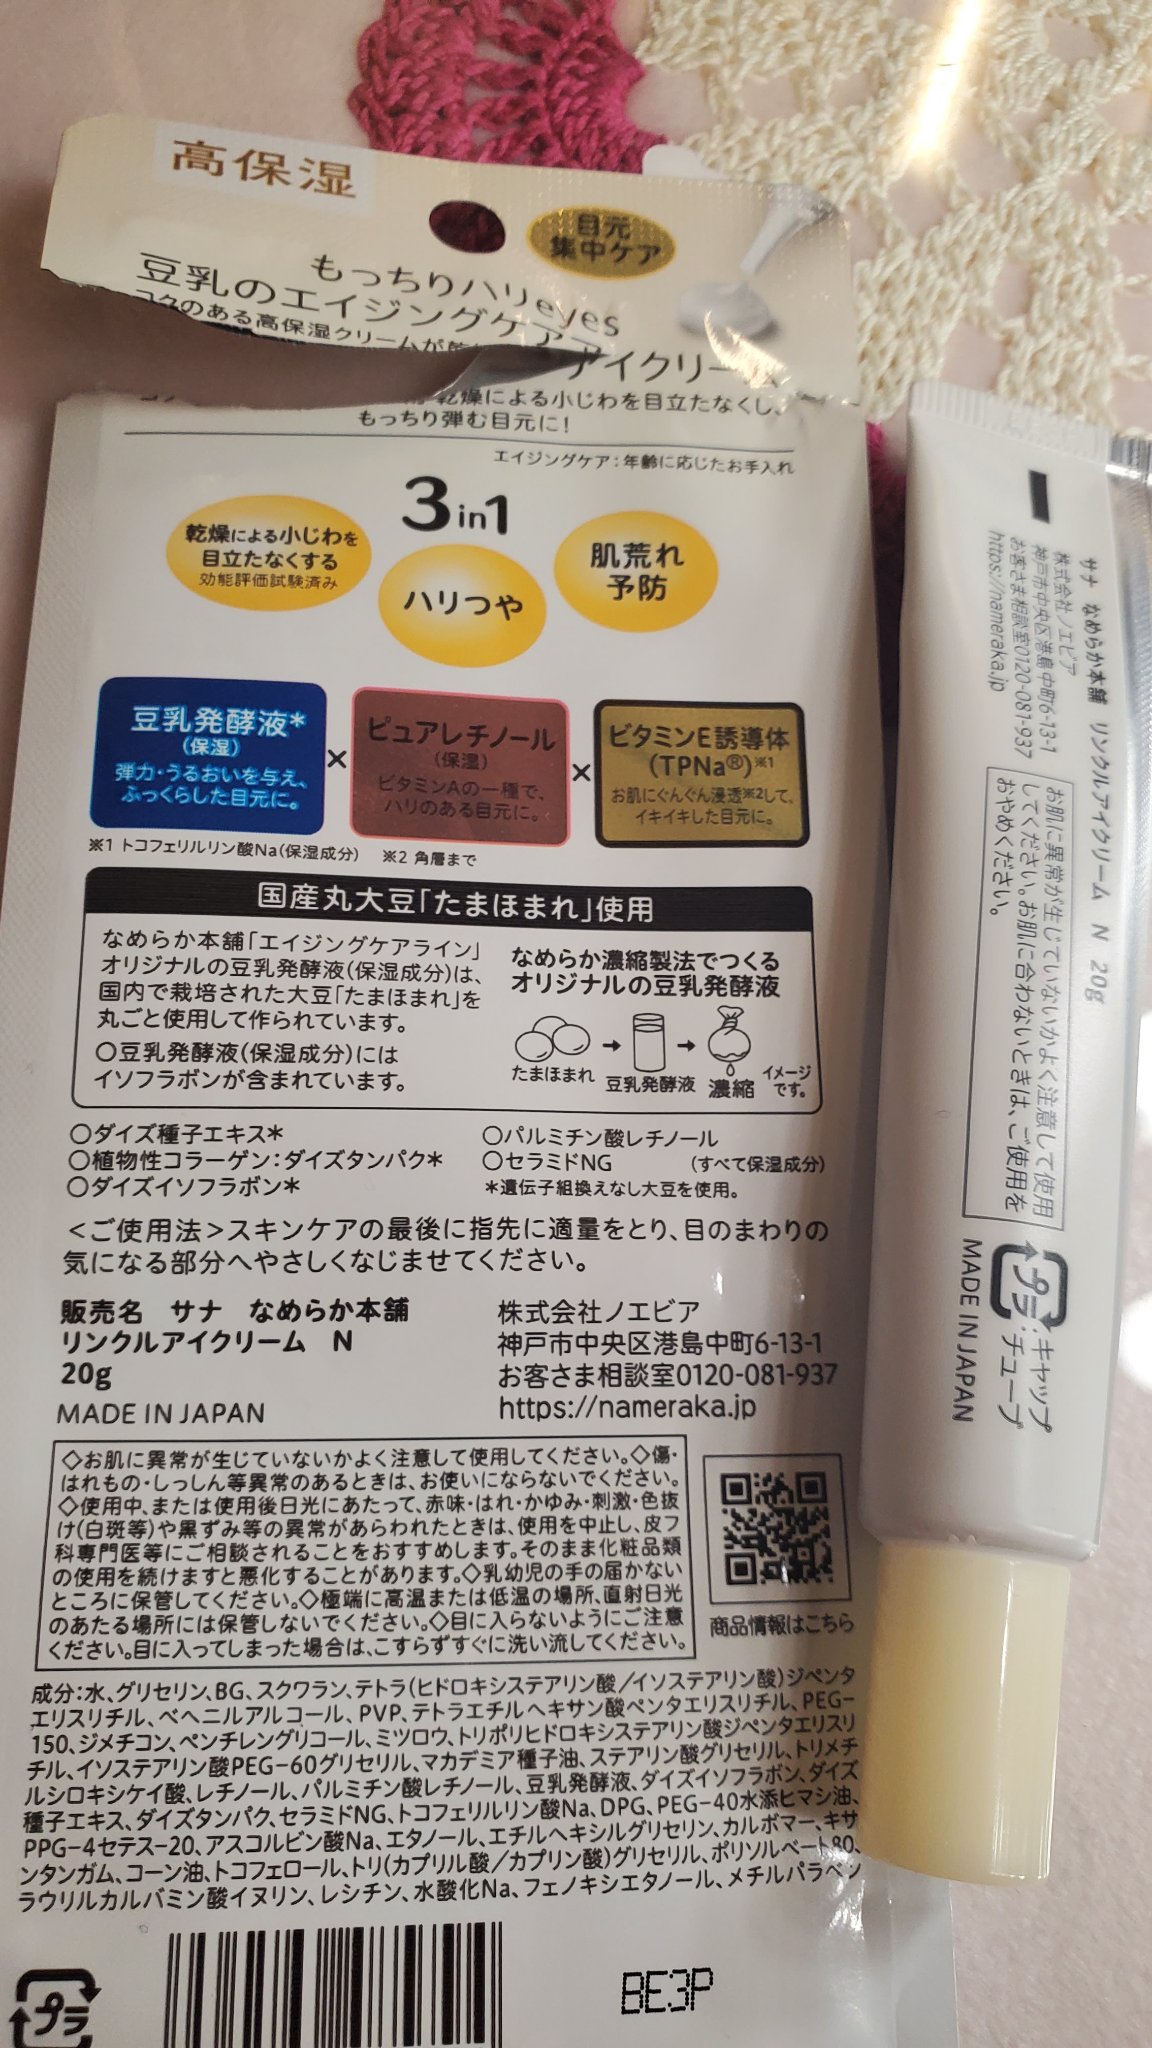 高保湿
目元
集中ケア
もっちりハリeyes
豆乳のエイジングケア
アイクリーム
コクのある高保湿クリームが乾
乾燥による小じわを目立たなくし、
もっちり弾む目元に!
エイジングケア:年齢に応じたお手入れ
3in1
乾燥による小じわを
目立たなくする
効能評価試験済み
ハリつや
肌荒れ
予防
豆乳発酵液*
(保湿)
弾力・うるおいを与え、
ふっくらした目元に。
×
ピュアレチノール
(保湿)
ビタミンAの一種で、
ハリのある目元に。
×
ビタミンE誘導体
(TPNa®)※1
お肌にぐんぐん浸透※2して、
イキイキした目元に。
※1 トコフェリルリン酸Na(保湿成分) ※2 角層まで
国産丸大豆「たまほまれ」使用
なめらか本舗「エイジングケアライン」
オリジナルの豆乳発酵液(保湿成分)は、
国内で栽培された大豆「たまほまれ」を
丸ごと使用して作られています。
○豆乳発酵液(保湿成分)には
イソフラボンが含まれています。
なめらか濃縮製法でつくる
オリジナルの豆乳発酵液
たまほまれ → 豆乳発酵液 → 濃縮
イメージ
です。
○ダイズ種子エキス*
○植物性コラーゲン:ダイズタンパク*
○ダイズイソフラボン*
○パルミチン酸レチノール
○セラミドNG (すべて保湿成分)
*遺伝子組換えなし大豆を使用。
<ご使用法>スキンケアの最後に指先に適量をとり、目のまわりの
気になる部分へやさしくなじませてください。
販売名 サナ なめらか本舗
リンクルアイクリーム N
20g
MADE IN JAPAN
株式会社ノエビア
神戸市中央区港島中町6-13-1
お客さま相談室0120-081-937
https://nameraka.jp
◇お肌に異常が生じていないかよく注意して使用してください。◇傷・
はれもの・しっしん等異常のあるときは、お使いにならないでください。
◇使用中、または使用後日光にあたって、赤味・はれ・かゆみ・刺激・色抜
け(白斑等)や黒ずみ等の異常があらわれたときは、使用を中止し、皮フ
科専門医等にご相談されることをおすすめします。そのまま化粧品類
の使用を続けますと悪化することがあります。◇乳幼児の手の届かない
ところに保管してください。◇極端に高温または低温の場所、直射日光
のあたる場所には保管しないでください。◇目に入らないようにご注意
ください。目に入ってしまった場合は、こすらずすぐに洗い流してください。
商品情報はこちら
成分:水、グリセリン、BG、スクワラン、テトラ(ヒドロキシステアリン酸/イソステアリン酸)ジペンタ
エリスリチル、ベヘニルアルコール、PVP、テトラエチルヘキサン酸ペンタエリスリチル、PEG-
150、ジメチコン、ペンチレングリコール、ミツロウ、トリポリヒドロキシステアリン酸ジペンタエリスリ
チル、イソステアリン酸PEG-60グリセリル、マカデミア種子油、ステアリン酸グリセリル、トリメチ
ルシロキシケイ酸、レチノール、パルミチン酸レチノール、豆乳発酵液、ダイズイソフラボン、ダイズ
種子エキス、ダイズタンパク、セラミドNG、トコフェリルリン酸Na、DPG、PEG-40水添ヒマシ油、
PPG-4セテス-20、アスコルビン酸Na、エタノール、エチルヘキシルグリセリン、カルボマー、キサ
ンタンガム、コーン油、トコフェロール、トリ(カプリル酸/カプリン酸)グリセリル、ポリソルベート80、
ラウリルカルバミン酸イヌリン、レシチン、水酸化Na、フェノキシエタノール、メチルパラベン
プラ
BE3P
サナ なめらか本舗 リンクルアイクリーム N 20g
株式会社ノエビア
神戸市中央区港島中町6-13-1
お客さま相談室0120-081-937
https://nameraka.jp
お肌に異常が生じていないかよく注意して使用
してください。お肌に合わないときは、ご使用を
おやめください。
プラ
:キャップ
:チューブ
MADE IN JAPAN